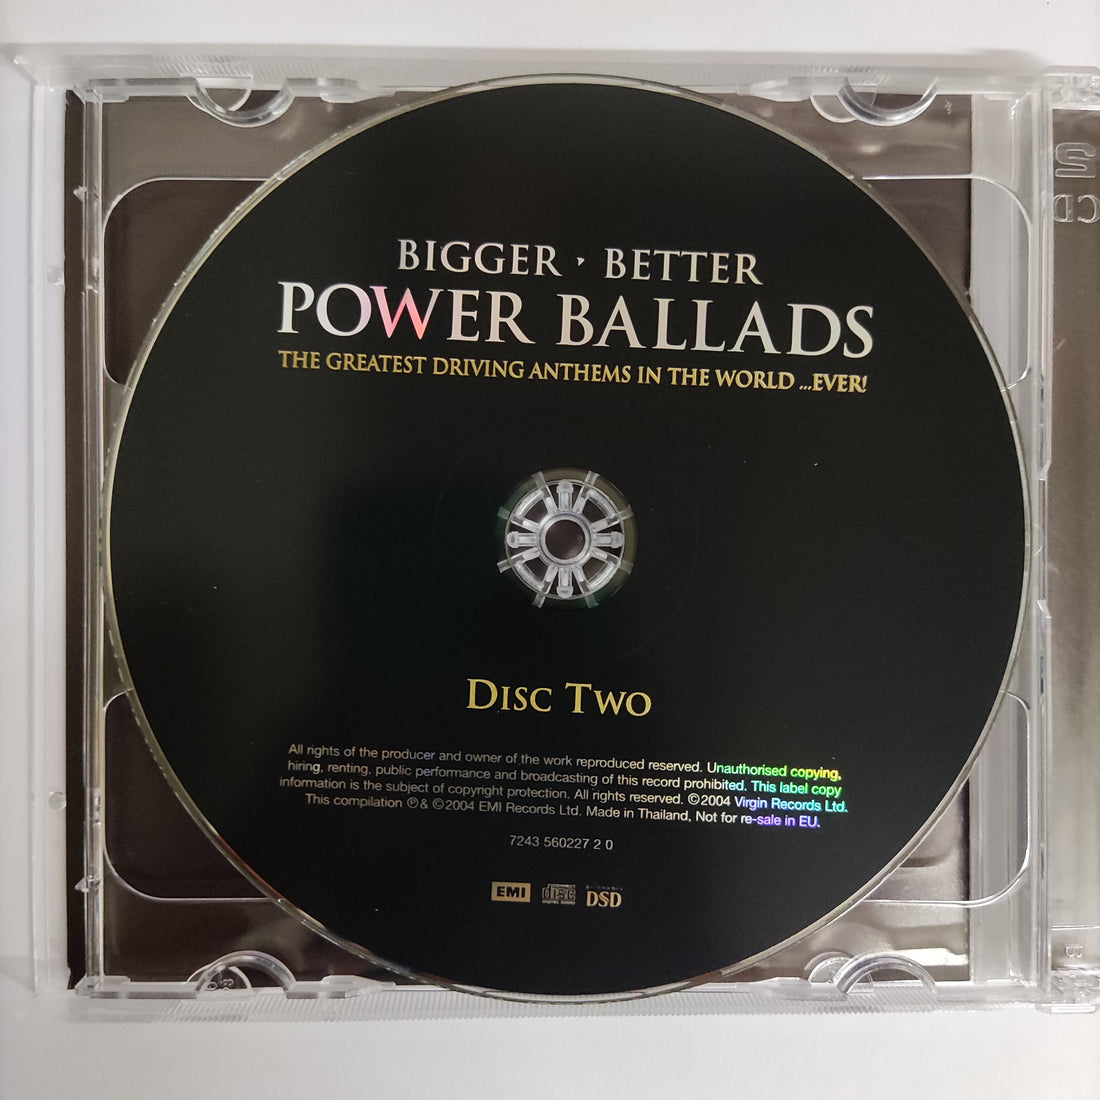 BIGGER · BETTER
POWER BALLADS
THE GREATEST DRIVING ANTHEMS IN THE WORLD ...EVER!
DISC TWO
All rights of the producer and owner of the work reproduced reserved. Unauthorised copying,
hiring, renting, public performance and broadcasting of this record prohibited. This label copy
information is the subject of copyright protection. All rights reserved. ©2004 Virgin Records Ltd.
This compilation ℗ & ©2004 EMI Records Ltd. Made in Thailand, Not for re-sale in EU.
7243 560227 2 0
EMI disc DSD
2
CD
B